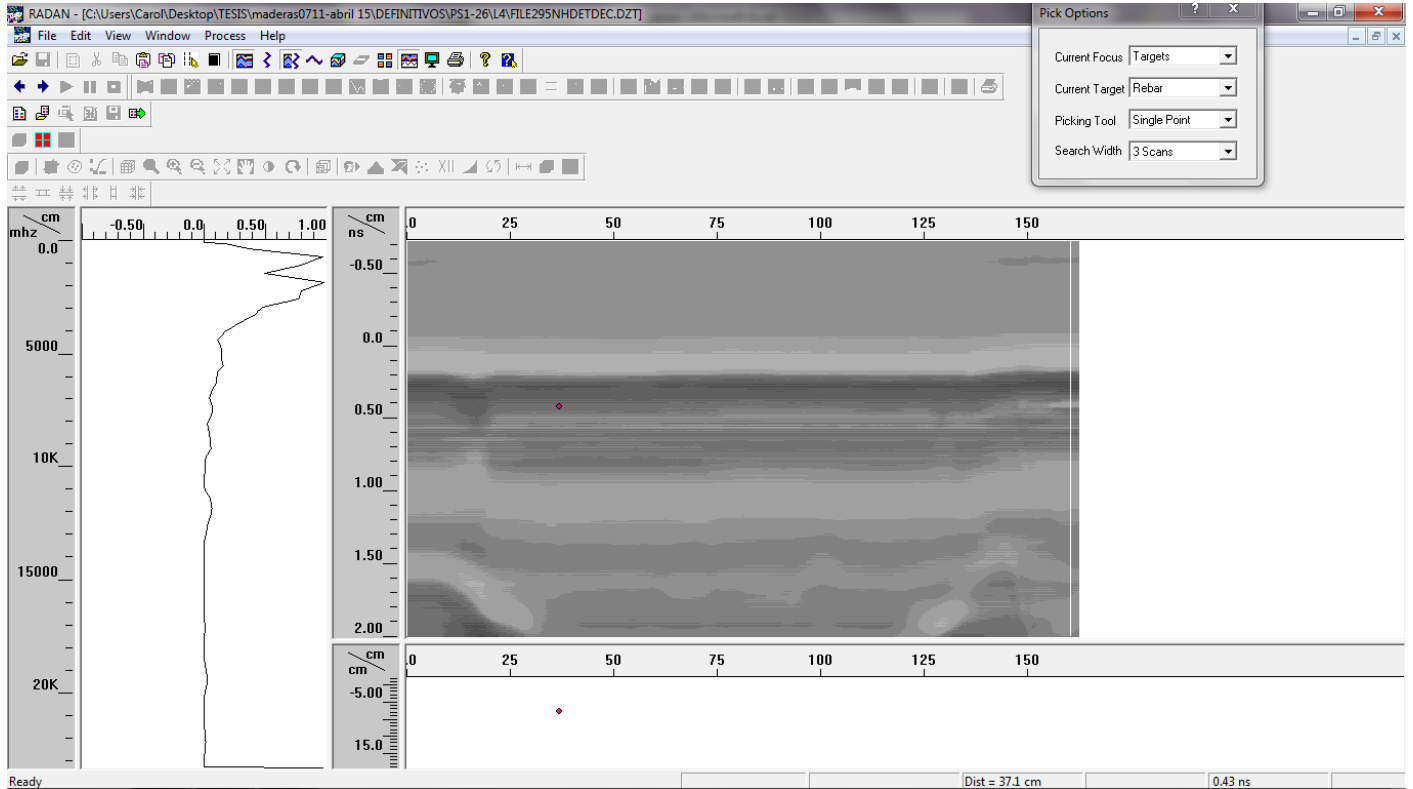 RADAN - [C:\Users\Carol\Desktop\TESIS\maderas0711-abril 15\DEFINITIVOS\PS1-26\L4\FILE295NHDETDEC.DZT]
File Edit View Window Process Help
Pick Options
Current Focus Targets
Current Target Rebar
Picking Tool Single Point
Search Width 3 Scans
XII
cm
mhz
-0.50 0.0 0.50 1.00
cm
ns
.0 25 50 75 100 125 150
0.0
5000
10K
15000
20K
-0.50
0.0
0.50
1.00
1.50
2.00
cm
cm
.0 25 50 75 100 125 150
-5.00
15.0
Ready
Dist = 37.1 cm
0.43 ns